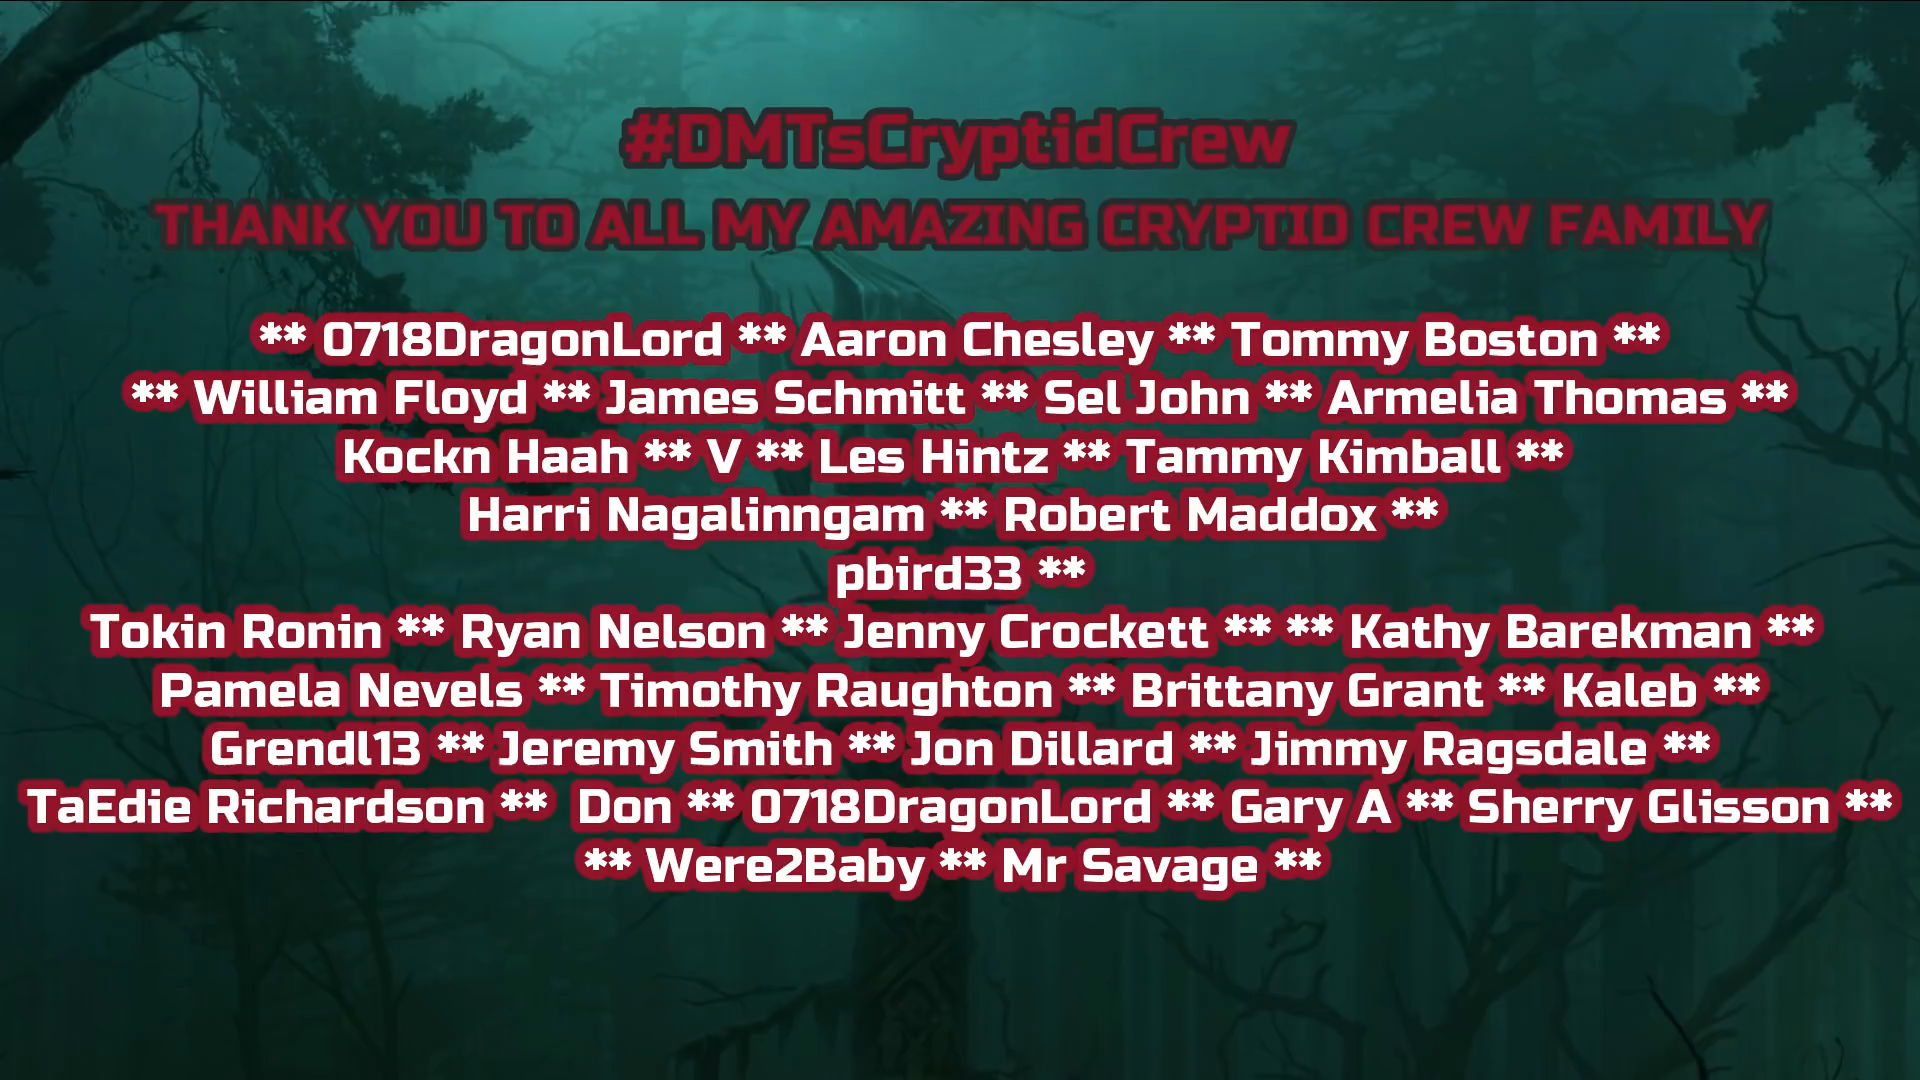 #DMTsCryptidCrew
THANK YOU TO ALL MY AMAZING CRYPTID CREW FAMILY
** 0718DragonLord ** Aaron Chesley ** Tommy Boston **
** William Floyd ** James Schmitt ** Sel John ** Armelia Thomas **
Kockn Haah ** V ** Les Hintz ** Tammy Kimball **
Harri Nagalinngam ** Robert Maddox **
pbird33 **
Tokin Ronin ** Ryan Nelson ** Jenny Crockett ** ** Kathy Barekman **
Pamela Nevels ** Timothy Raughton ** Brittany Grant ** Kaleb **
Grendl13 ** Jeremy Smith ** Jon Dillard ** Jimmy Ragsdale **
TaEdie Richardson **  Don ** 0718DragonLord ** Gary A ** Sherry Glisson **
** Were2Baby ** Mr Savage **